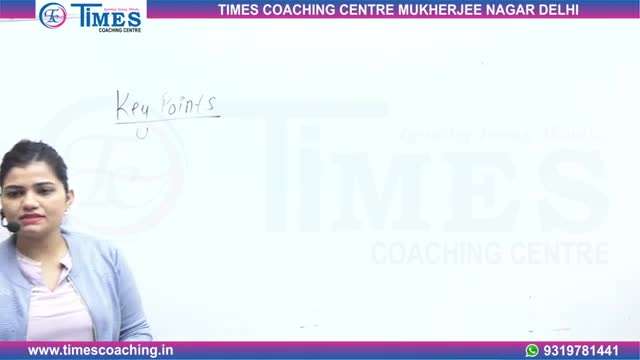 TIMES COACHING CENTRE MUKHERJEE NAGAR DELHI
TIMES
COACHING CENTRE
Key Points
TIMES
COACHING CENTRE
www.timescoaching.in
9319781441